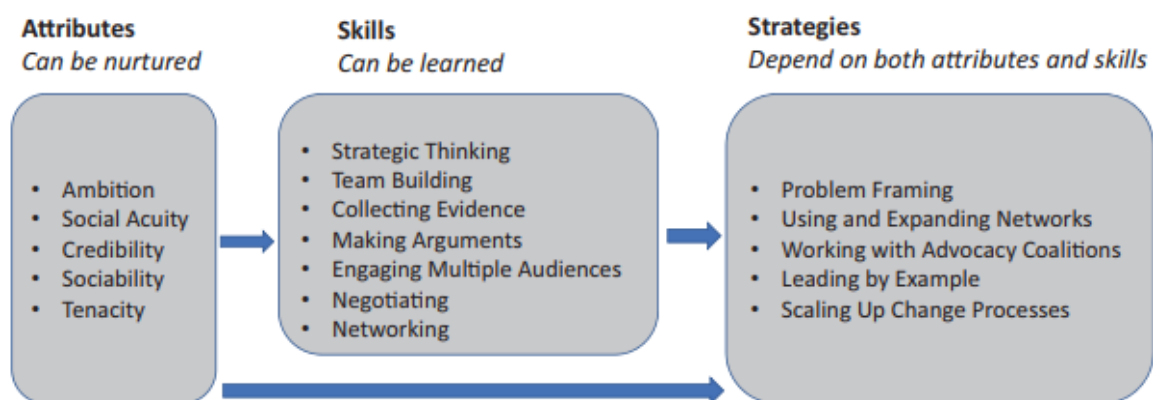 Attributes
Can be nurtured
• Ambition
• Social Acuity
• Credibility
• Sociability
• Tenacity
Skills
Can be learned
• Strategic Thinking
• Team Building
• Collecting Evidence
• Making Arguments
• Engaging Multiple Audiences
• Negotiating
• Networking
Strategies
Depend on both attributes and skills
• Problem Framing
• Using and Expanding Networks
• Working with Advocacy Coalitions
• Leading by Example
• Scaling Up Change Processes